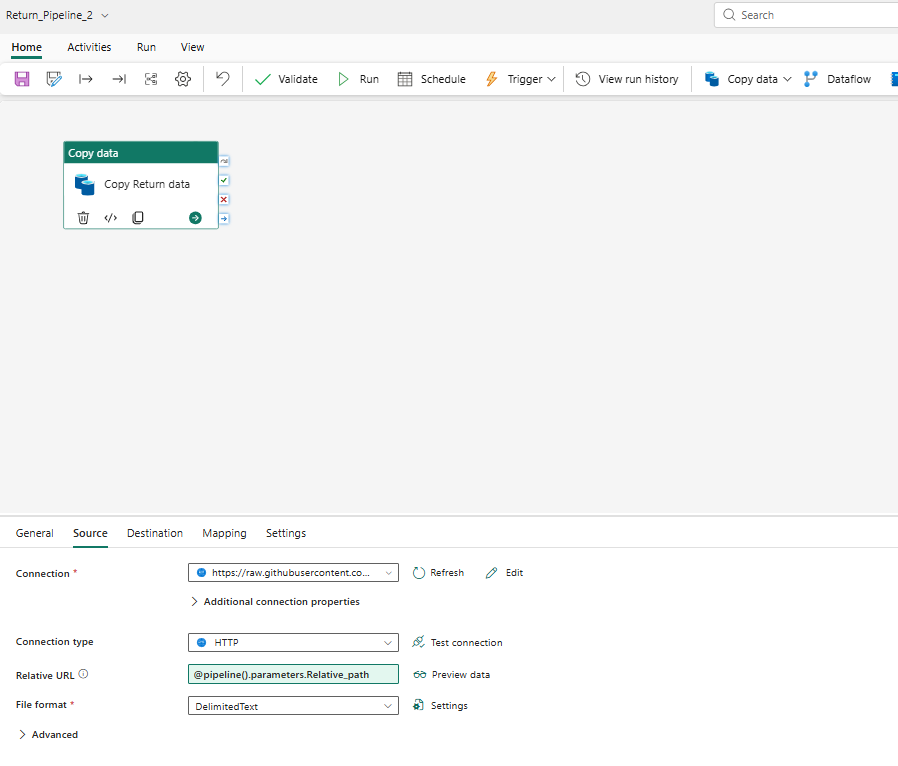 Return_Pipeline_2
Search
Home Activities Run View
Validate Run Schedule Trigger View run history Copy data Dataflow
Copy data
Copy Return data
General Source Destination Mapping Settings
Connection * https://raw.githubusercontent.co... Refresh Edit
Additional connection properties
Connection type HTTP Test connection
Relative URL @pipeline().parameters.Relative_path Preview data
File format * DelimitedText Settings
Advanced